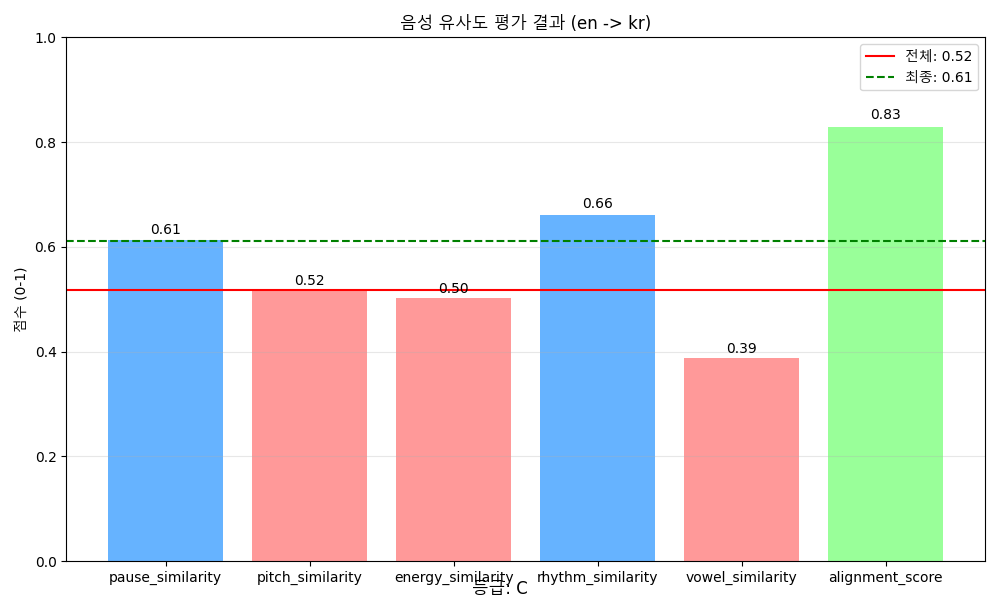 음성 유사도 평가 결과 (en -> kr)
전체: 0.52
최종: 0.61
점수 (0-1)
1.0
0.8
0.6
0.4
0.2
0.0
0.61
0.52
0.50
0.66
0.39
0.83
pause_similarity
pitch_similarity
energy_similarity
rhythm_similarity
vowel_similarity
alignment_score
등급: C